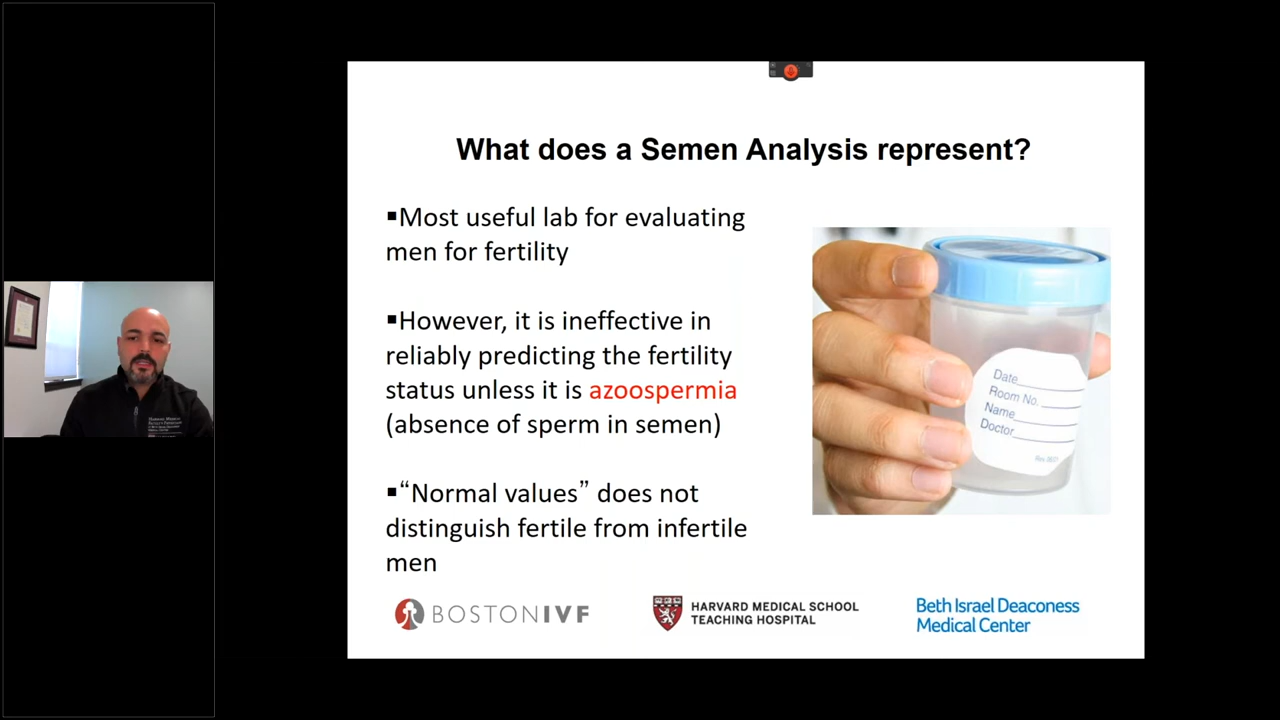 What does a Semen Analysis represent?
▪Most useful lab for evaluating
men for fertility
▪However, it is ineffective in
reliably predicting the fertility
status unless it is azoospermia
(absence of sperm in semen)
▪“Normal values” does not
distinguish fertile from infertile
men
Date
Room No.
Name
Doctor
BOSTON IVF
HARVARD MEDICAL SCHOOL
TEACHING HOSPITAL
Beth Israel Deaconess
Medical Center